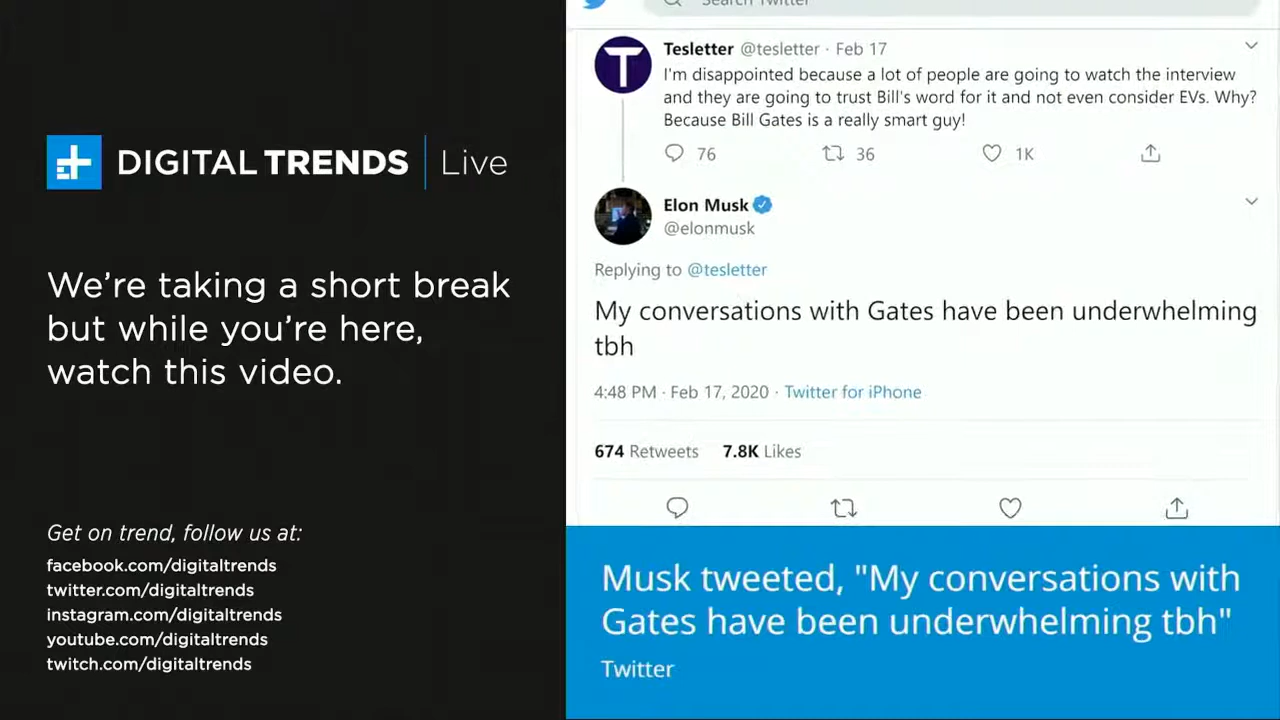 DIGITAL TRENDS Live
We're taking a short break
but while you're here,
watch this video.
Get on trend, follow us at:
facebook.com/digitaltrends
twitter.com/digitaltrends
instagram.com/digitaltrends
youtube.com/digitaltrends
twitch.com/digitaltrends
Search Twitter
T
Tesletter @tesletter · Feb 17
I'm disappointed because a lot of people are going to watch the interview
and they are going to trust Bill's word for it and not even consider EVs. Why?
Because Bill Gates is a really smart guy!
76 36 1K
Elon Musk
@elonmusk
Replying to @tesletter
My conversations with Gates have been underwhelming
tbh
4:48 PM · Feb 17, 2020 · Twitter for iPhone
674 Retweets 7.8K Likes
Musk tweeted, "My conversations with
Gates have been underwhelming tbh"
Twitter